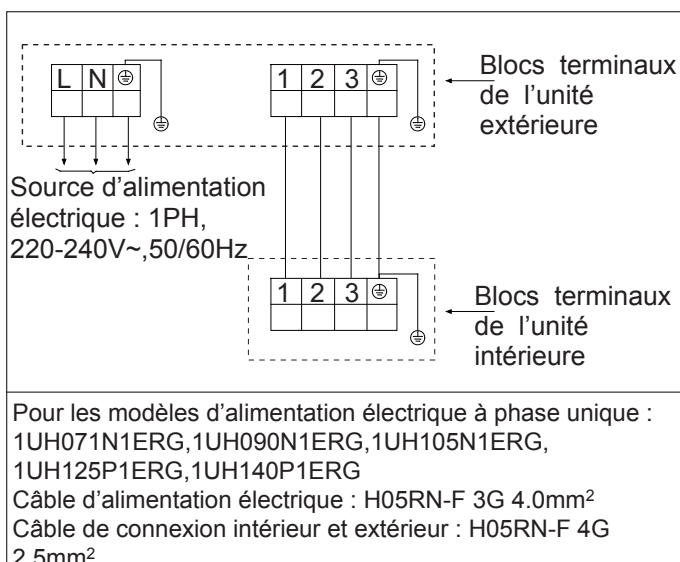 L N
1 2 3
Blocs terminaux
de l'unité
extérieure
Source d'alimentation
électrique : 1PH,
220-240V~,50/60Hz
1 2 3
Blocs terminaux
de l'unité
intérieure
Pour les modèles d'alimentation électrique à phase unique :
1UH071N1ERG,1UH090N1ERG,1UH105N1ERG,
1UH125P1ERG,1UH140P1ERG
Câble d'alimentation électrique : H05RN-F 3G 4.0mm²
Câble de connexion intérieur et extérieur : H05RN-F 4G
2.5mm²